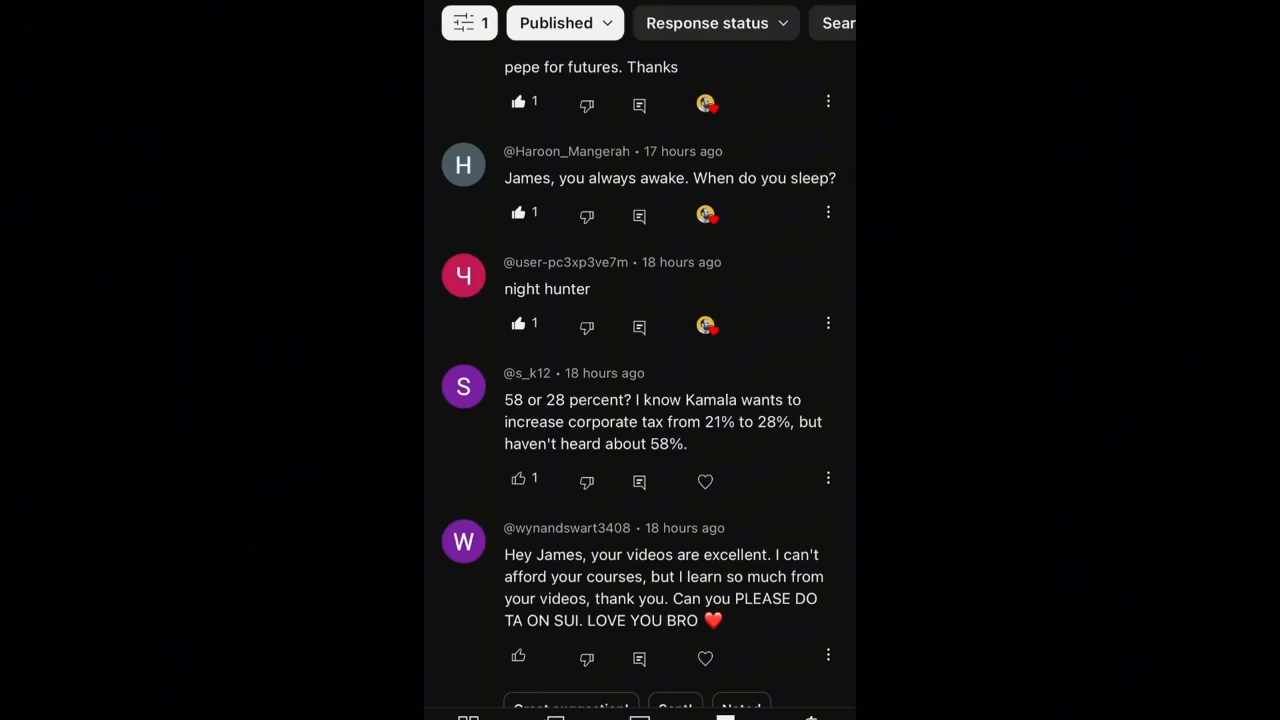 1
Published
Response status
Sear
pepe for futures. Thanks
1
H
@Haroon_Mangerah • 17 hours ago
James, you always awake. When do you sleep?
1
Ч
@user-pc3xp3ve7m • 18 hours ago
night hunter
1
S
@s_k12 • 18 hours ago
58 or 28 percent? I know Kamala wants to
increase corporate tax from 21% to 28%, but
haven't heard about 58%.
1
W
@wynandswart3408 • 18 hours ago
Hey James, your videos are excellent. I can't
afford your courses, but I learn so much from
your videos, thank you. Can you PLEASE DO
TA ON SUI. LOVE YOU BRO ❤️
Great suggestion!
Noted